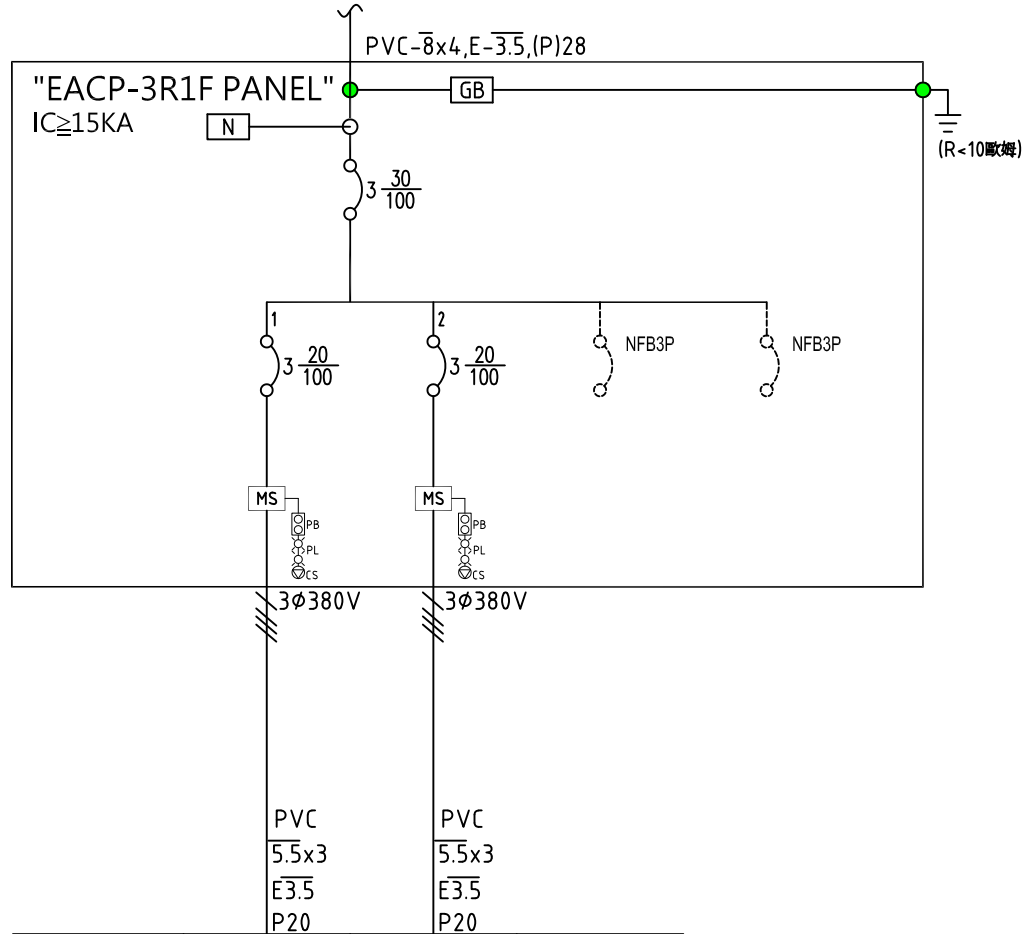 PVC-8x4,E-3.5,(P)28
"EACP-3R1F PANEL"
GB
IC≧15KA
N
(R<10歐姆)
3 30/100
1
2
3 20/100
3 20/100
NFB3P
NFB3P
MS
MS
PB
PL
CS
PB
PL
CS
3φ380V
3φ380V
PVC
5.5x3
E3.5
P20
PVC
5.5x3
E3.5
P20